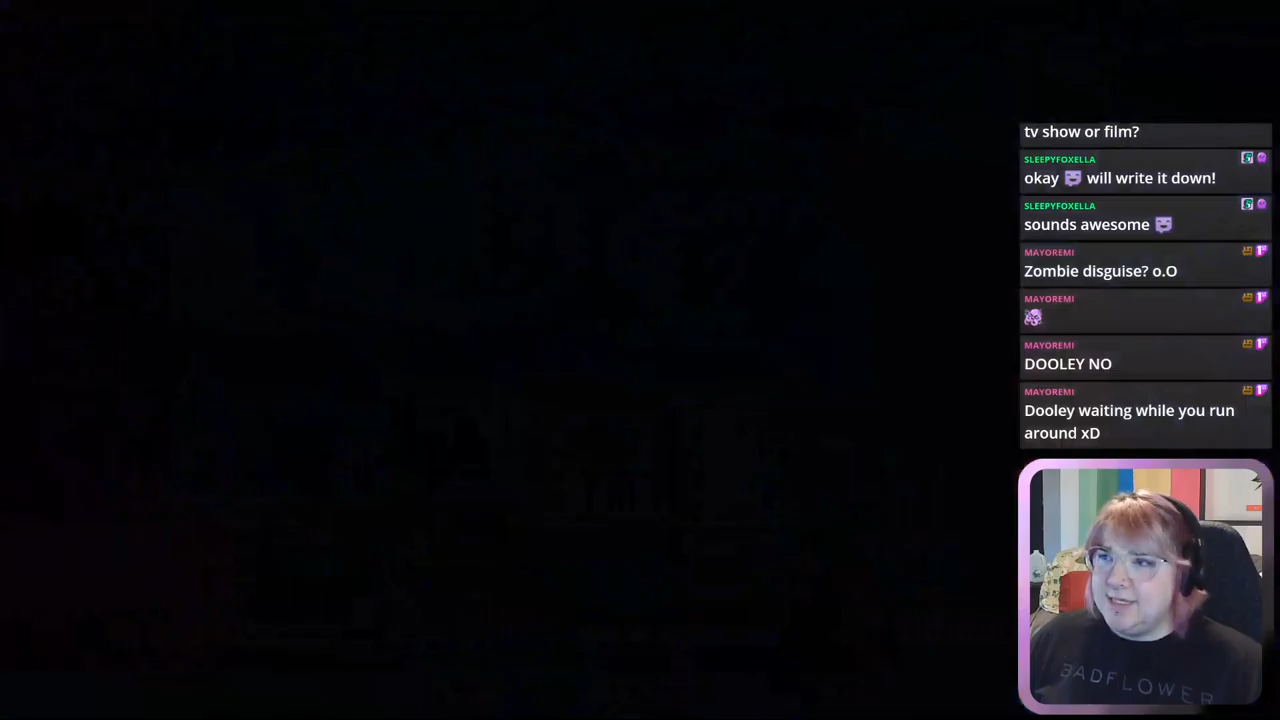 tv show or film?
SLEEPYFOXELLA
okay will write it down!
SLEEPYFOXELLA
sounds awesome
MAYOREMI
Zombie disguise? o.O
MAYOREMI
MAYOREMI
DOOLEY NO
MAYOREMI
Dooley waiting while you run
around xD
BADFLOWER